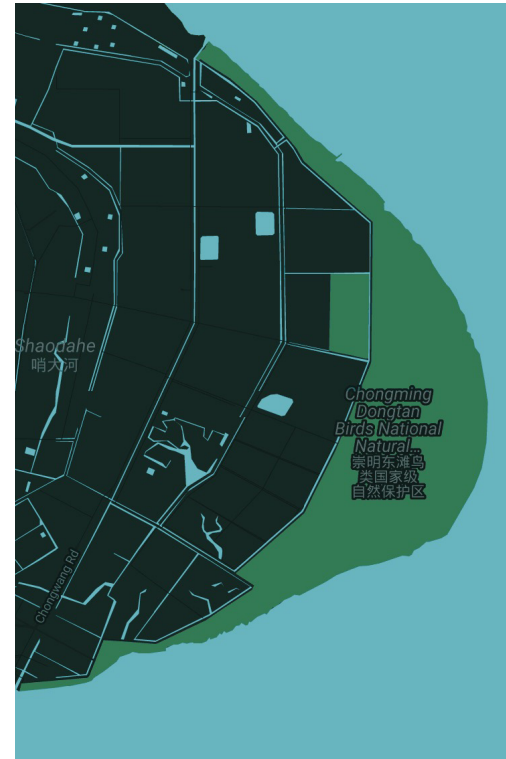 Shaodahe
哨大河
Chongming
Dongtan
Birds National
Natural...
崇明东滩鸟
类国家级
自然保护区
Chongwang Rd